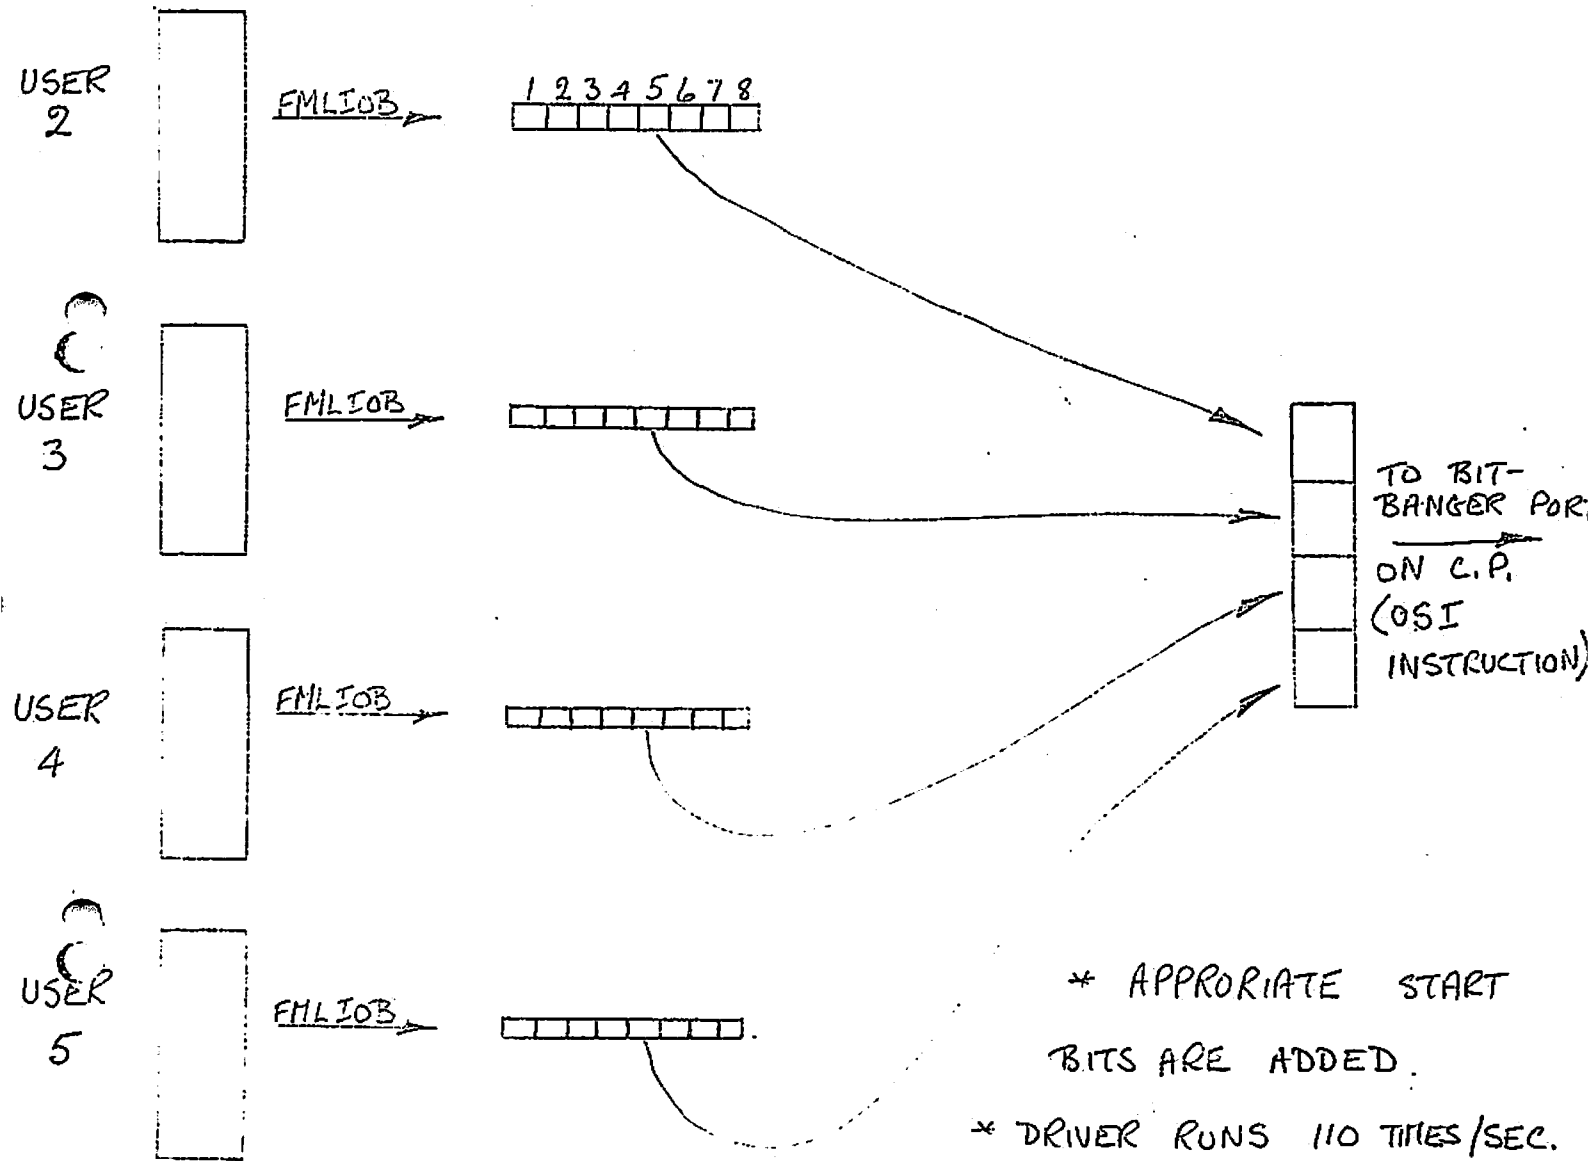 USER
2
FMLIOB
1 2 3 4 5 6 7 8
USER
3
FMLIOB
TO BIT-
BANGER POR
ON C.P.
(OSI
INSTRUCTION)
USER
4
FMLIOB
USER
5
FMLIOB
* APPRORIATE START
BITS ARE ADDED.
* DRIVER RUNS 110 TIMES/SEC.